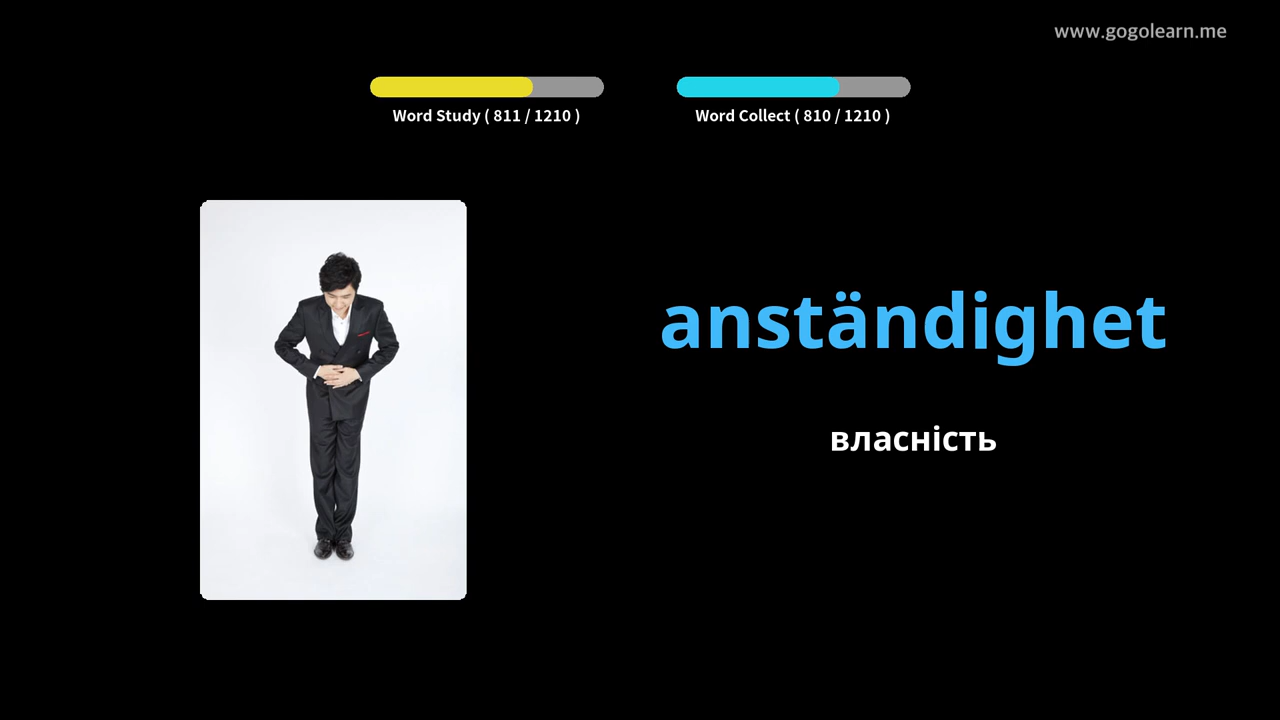 www.gogolearn.me
Word Study ( 811 / 1210 )
Word Collect ( 810 / 1210 )
anständighet
власність